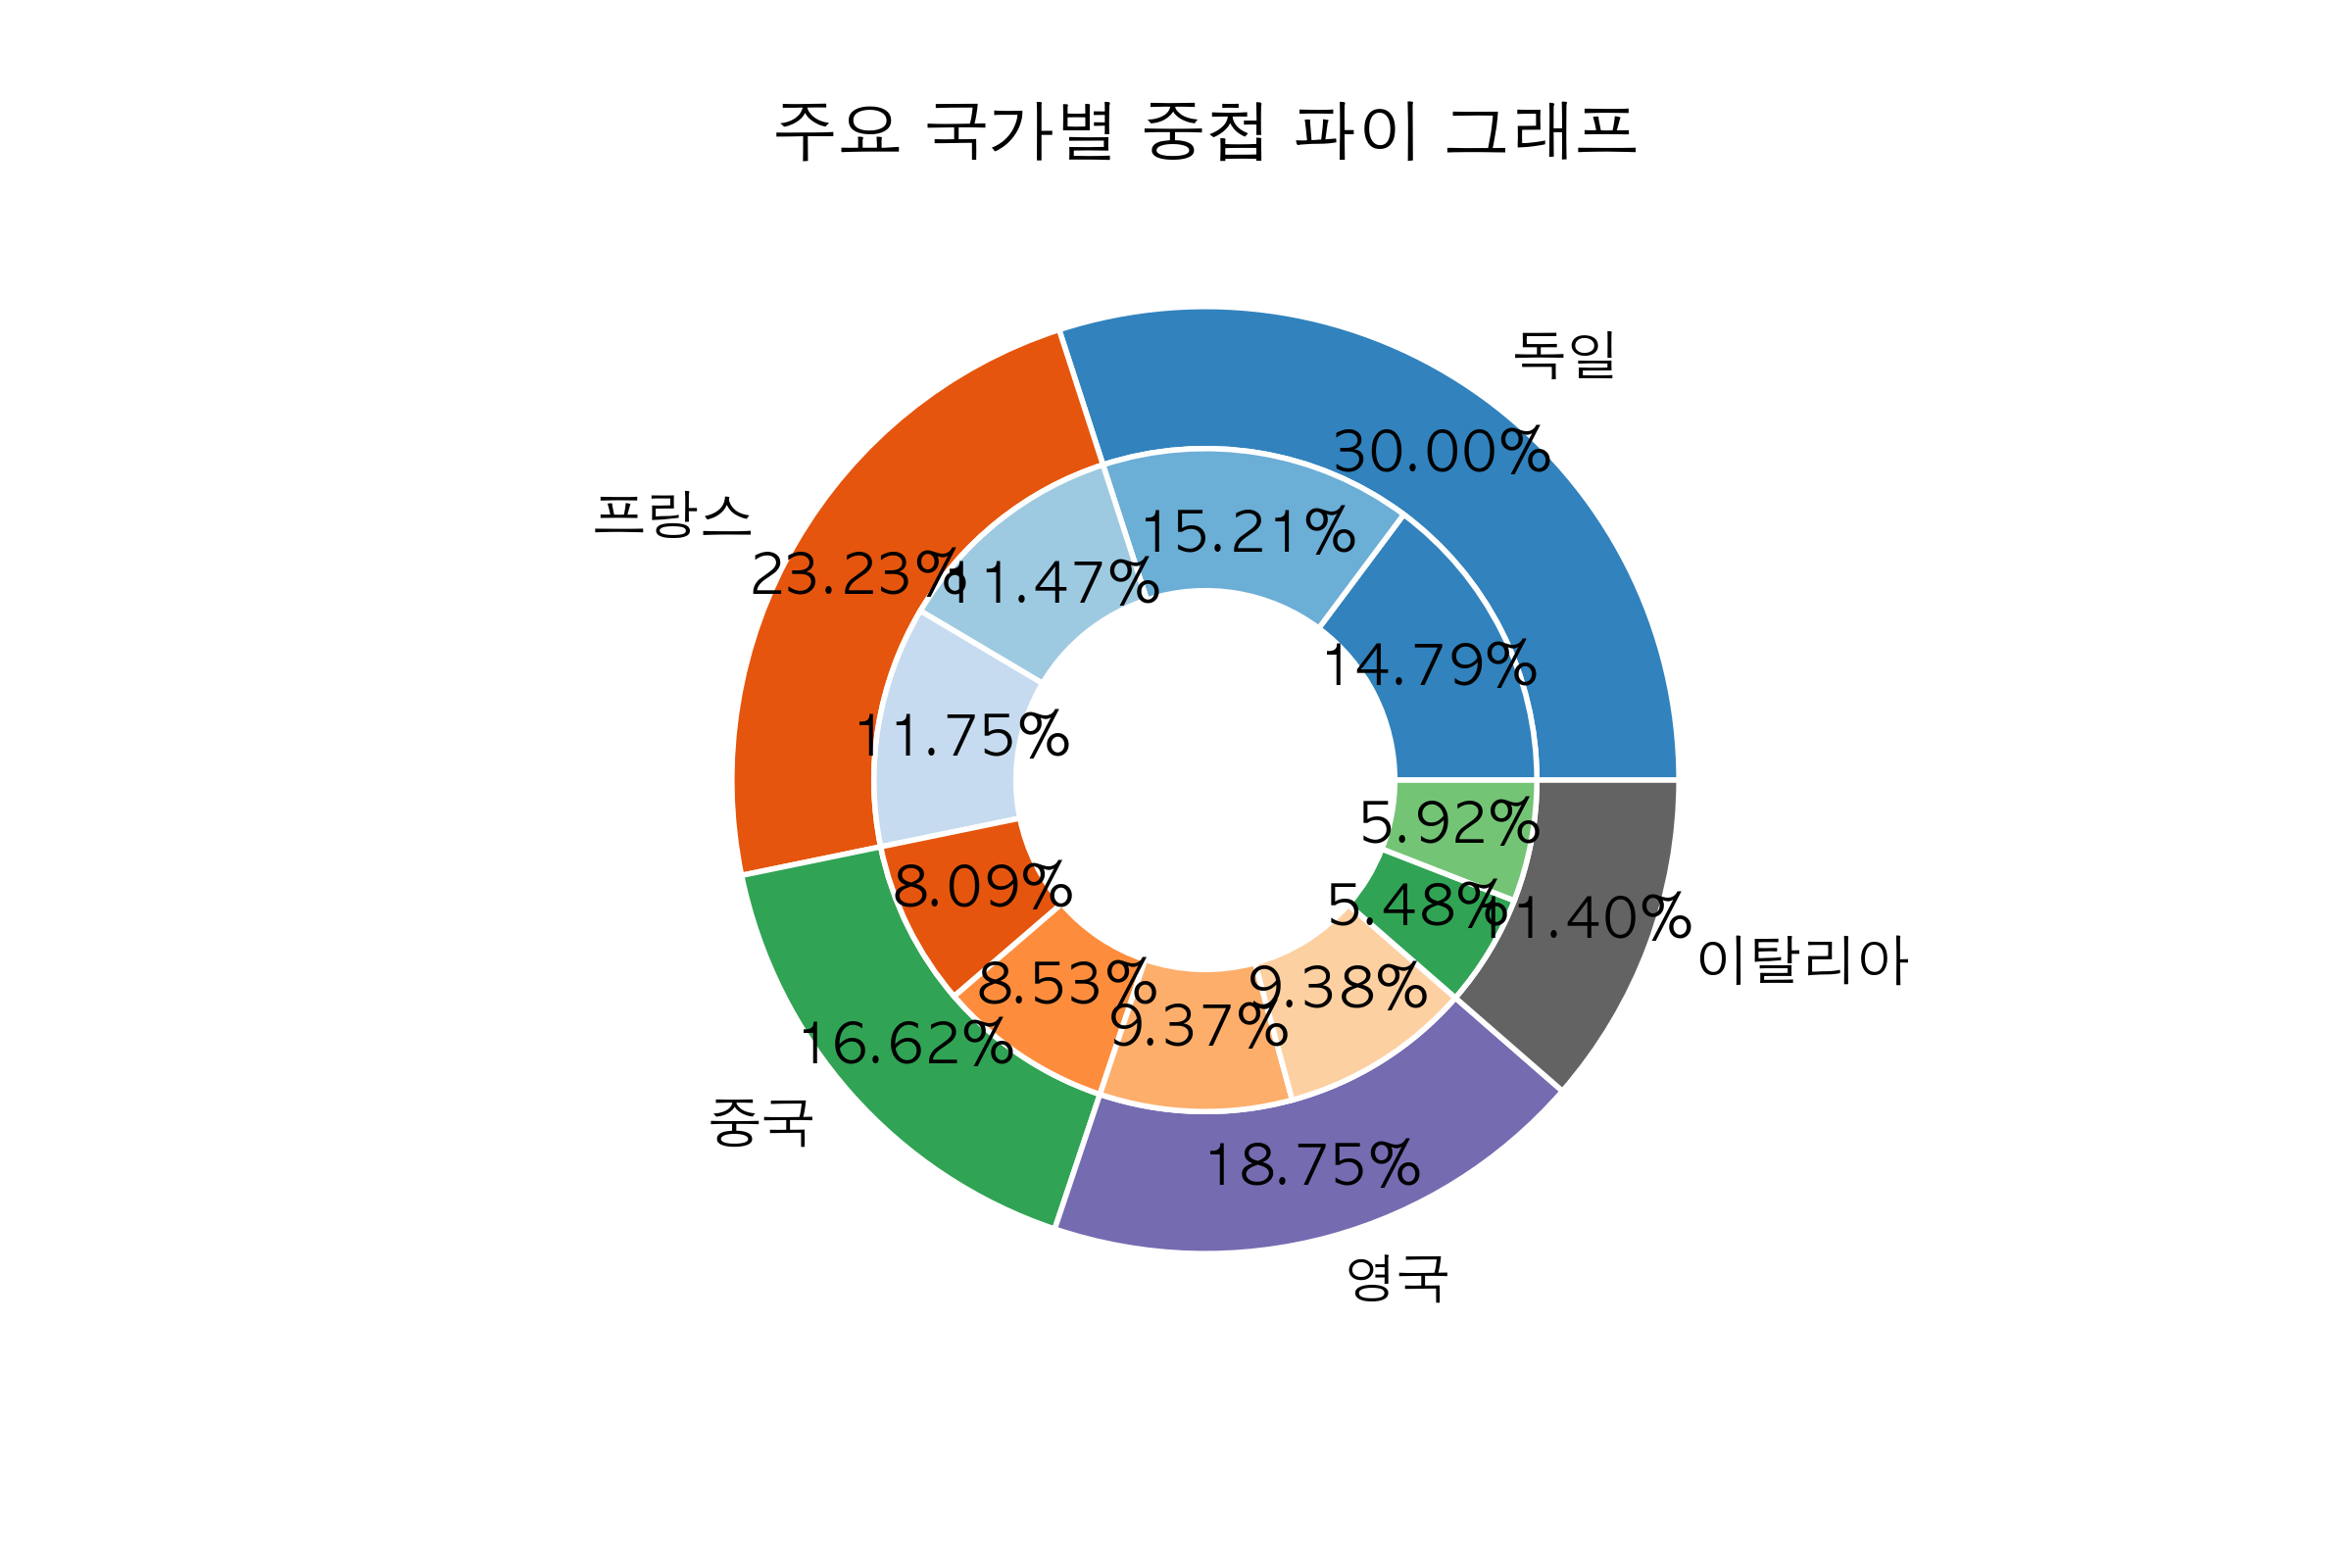 주요 국가별 중첩 파이 그래프
독일
30.00%
프랑스
15.21%
23.23%
11.47%
14.79%
11.75%
5.92%
8.09%
5.48%
11.40%
이탈리아
8.53%
9.38%
9.37%
16.62%
중국
18.75%
영국